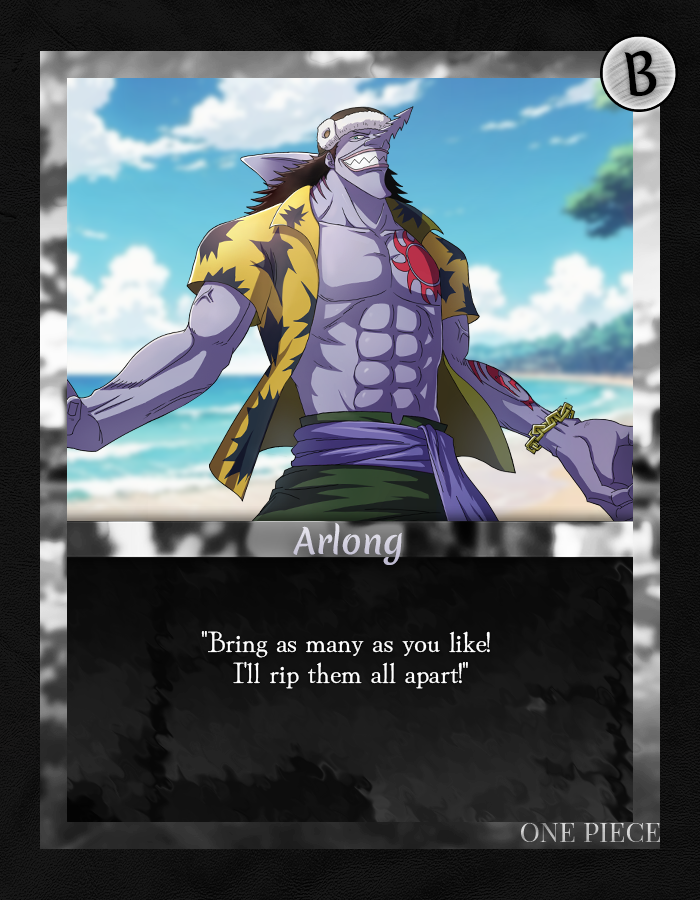 B
Arlong
"Bring as many as you like!
I'll rip them all apart!"
ONE PIECE